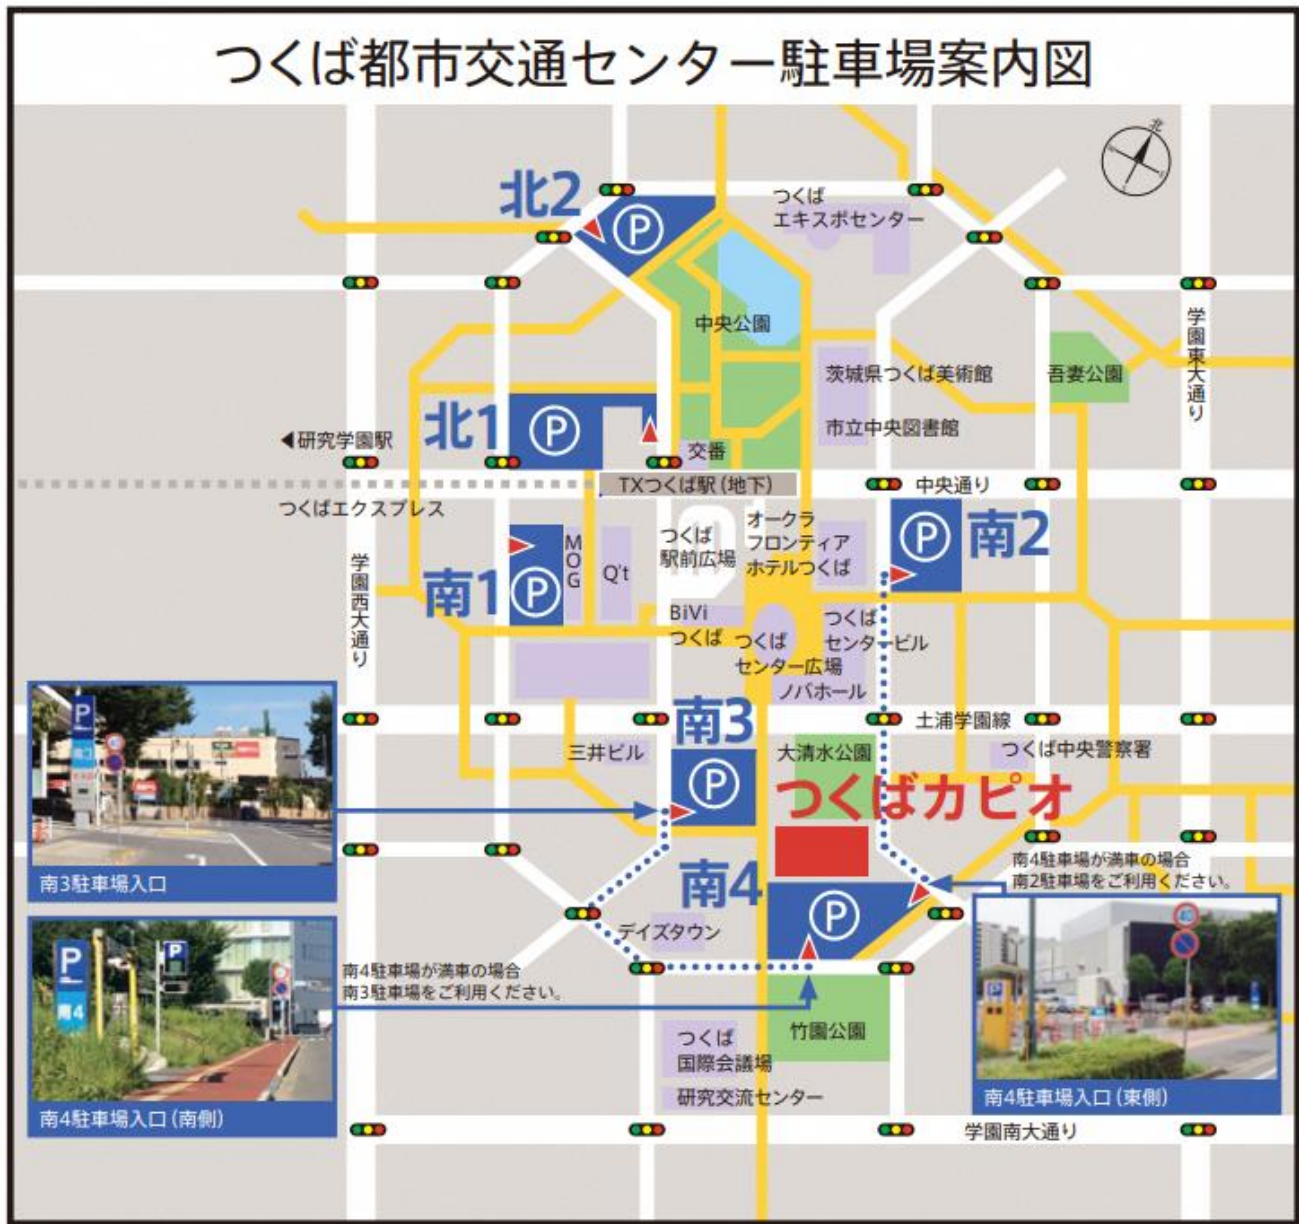 つくば都市交通センター駐車場案内図
北
北2
P
つくば
エキスポセンター
中央公園
学園東大通り
茨城県つくば美術館
吾妻公園
北1
P
◀研究学園駅
市立中央図書館
交番
TXつくば駅(地下)
中央通り
つくばエクスプレス
学園西大通り
南1
P
MOG
Q't
つくば
駅前広場
オークラ
フロンティア
ホテルつくば
P
南2
BiVi
つくば
つくば
センター広場
つくば
センタービル
ノバホール
南3
P
土浦学園線
三井ビル
大清水公園
つくば中央警察署
つくばカピオ
P
南3駐車場入口
南4
P
南4駐車場が満車の場合
南2駐車場をご利用ください。
デイズタウン
南4駐車場が満車の場合
南3駐車場をご利用ください。
P
南4
40
竹園公園
つくば
国際会議場
研究交流センター
南4駐車場入口(南側)
南4駐車場入口(東側)
学園南大通り